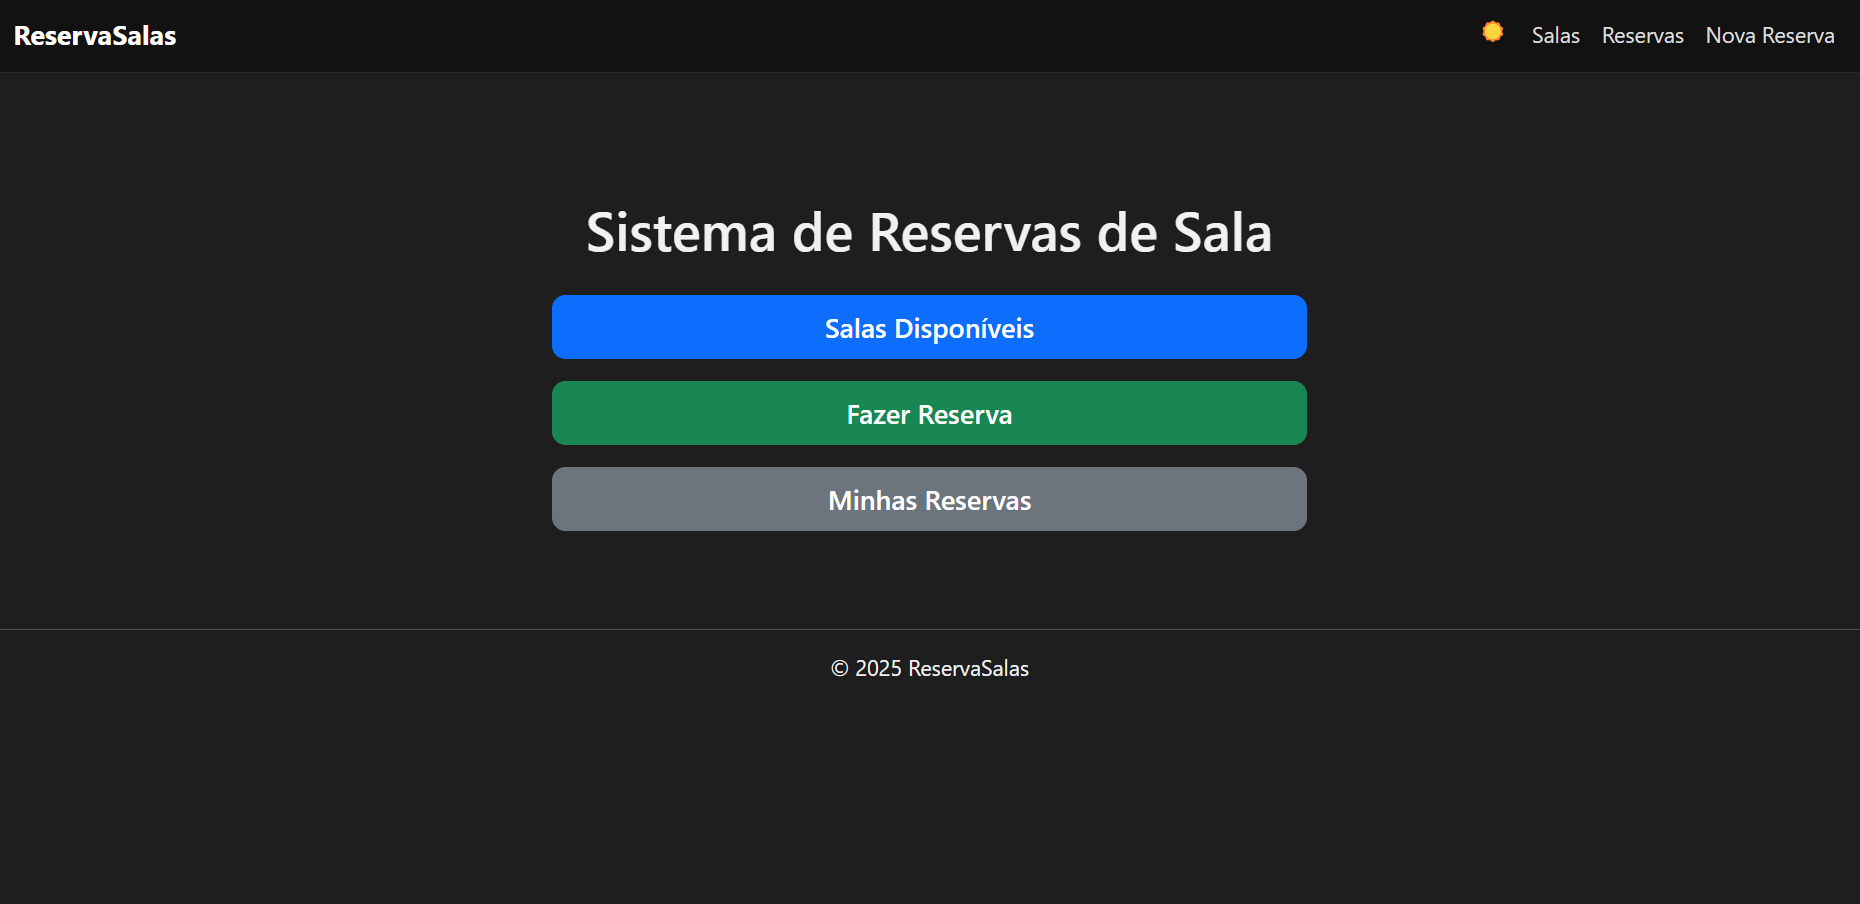 ReservaSalas
Salas Reservas Nova Reserva
Sistema de Reservas de Sala
Salas Disponíveis
Fazer Reserva
Minhas Reservas
© 2025 ReservaSalas